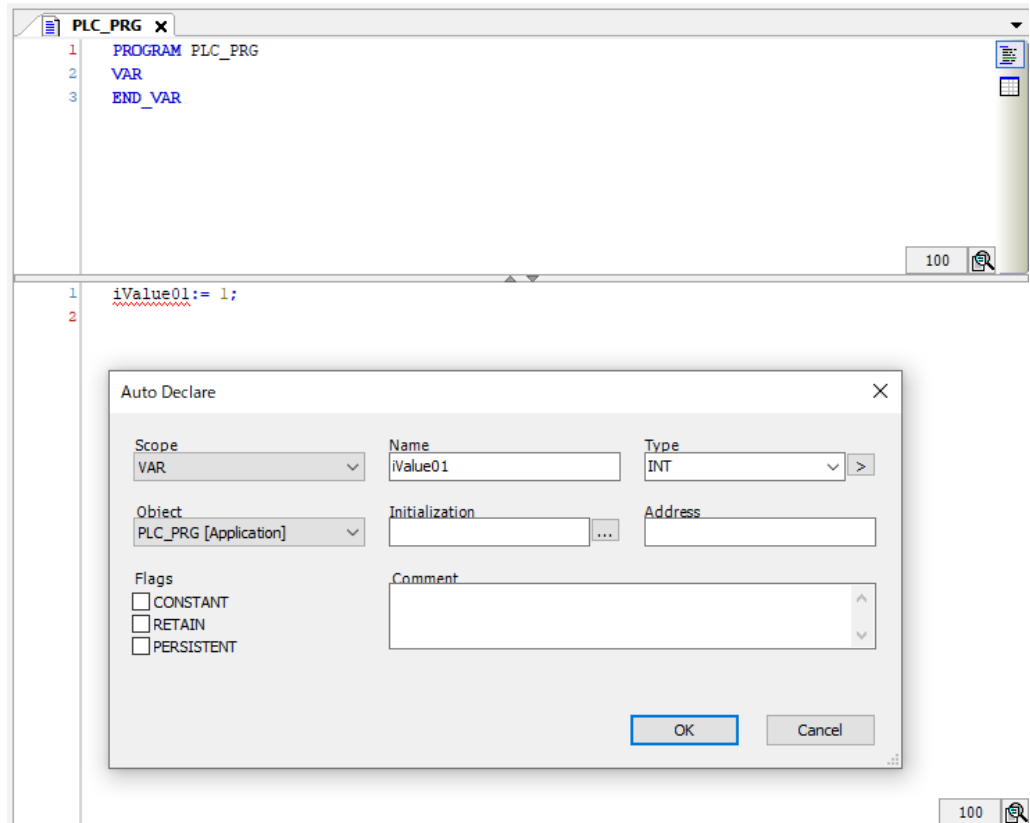 PLC_PRG X
1 PROGRAM PLC_PRG
2 VAR
3 END_VAR
100
1 iValue01:= 1;
2
Auto Declare
Scope Name Type
VAR iValue01 INT >
Object Initialization Address
PLC_PRG [Application] ...
Flags Comment
CONSTANT
RETAIN
PERSISTENT
OK Cancel
100